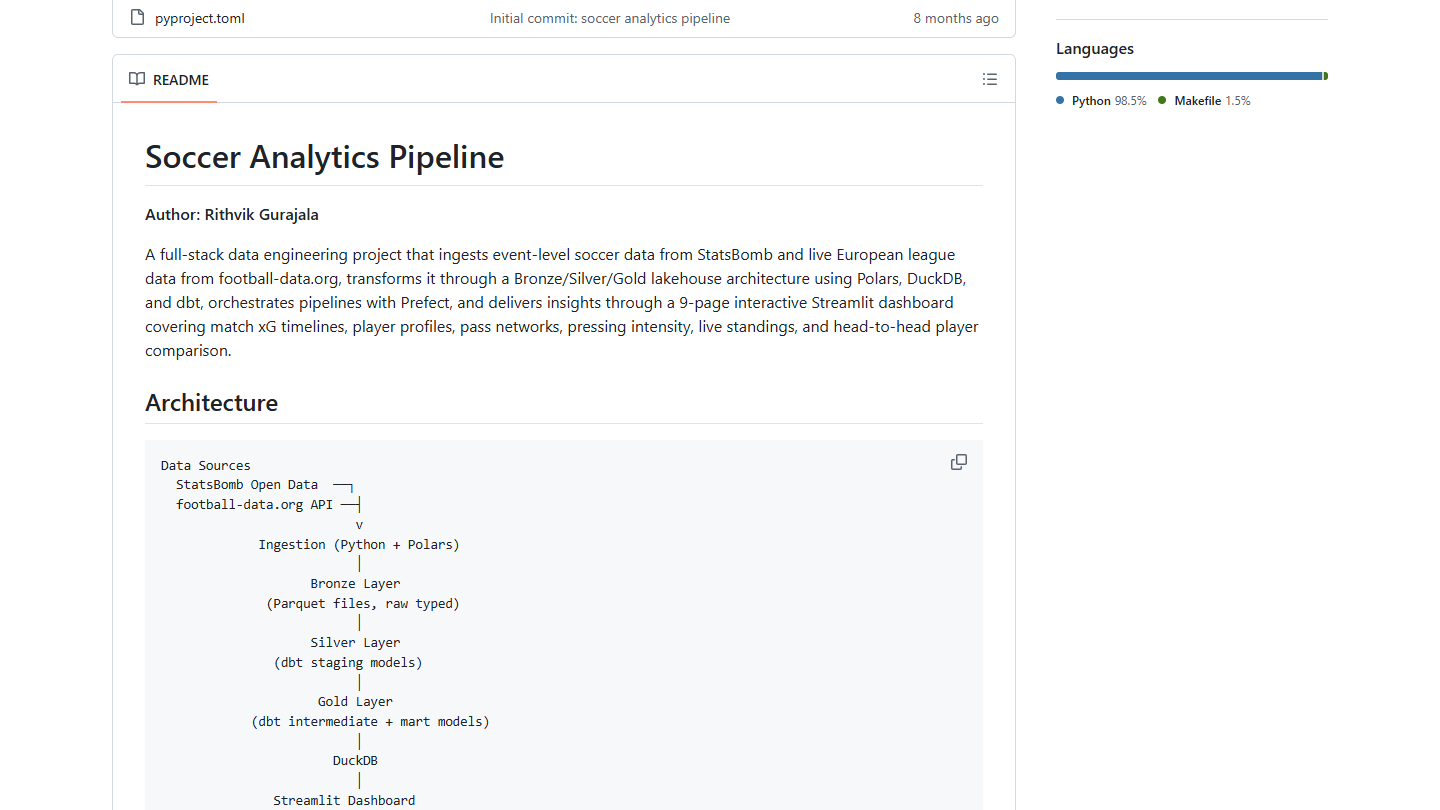 pyproject.toml Initial commit: soccer analytics pipeline 8 months ago
Languages
Python 98.5% Makefile 1.5%
README
Soccer Analytics Pipeline
Author: Rithvik Gurajala
A full-stack data engineering project that ingests event-level soccer data from StatsBomb and live European league
data from football-data.org, transforms it through a Bronze/Silver/Gold lakehouse architecture using Polars, DuckDB,
and dbt, orchestrates pipelines with Prefect, and delivers insights through a 9-page interactive Streamlit dashboard
covering match xG timelines, player profiles, pass networks, pressing intensity, live standings, and head-to-head player
comparison.
Architecture
Data Sources
StatsBomb Open Data ──┐
football-data.org API ──┤
v
Ingestion (Python + Polars)
│
Bronze Layer
(Parquet files, raw typed)
│
Silver Layer
(dbt staging models)
│
Gold Layer
(dbt intermediate + mart models)
│
DuckDB
│
Streamlit Dashboard